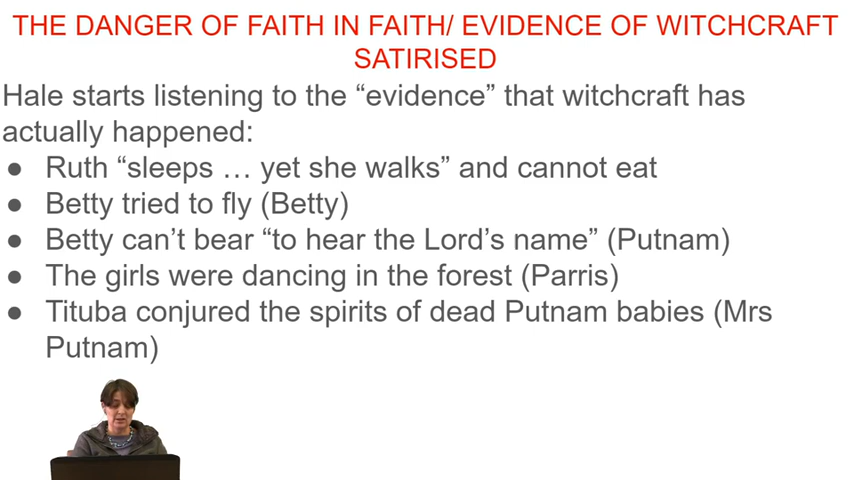 THE DANGER OF FAITH IN FAITH/ EVIDENCE OF WITCHCRAFT
SATIRISED
Hale starts listening to the “evidence” that witchcraft has
actually happened:
● Ruth “sleeps … yet she walks” and cannot eat
● Betty tried to fly (Betty)
● Betty can’t bear “to hear the Lord’s name” (Putnam)
● The girls were dancing in the forest (Parris)
● Tituba conjured the spirits of dead Putnam babies (Mrs
Putnam)